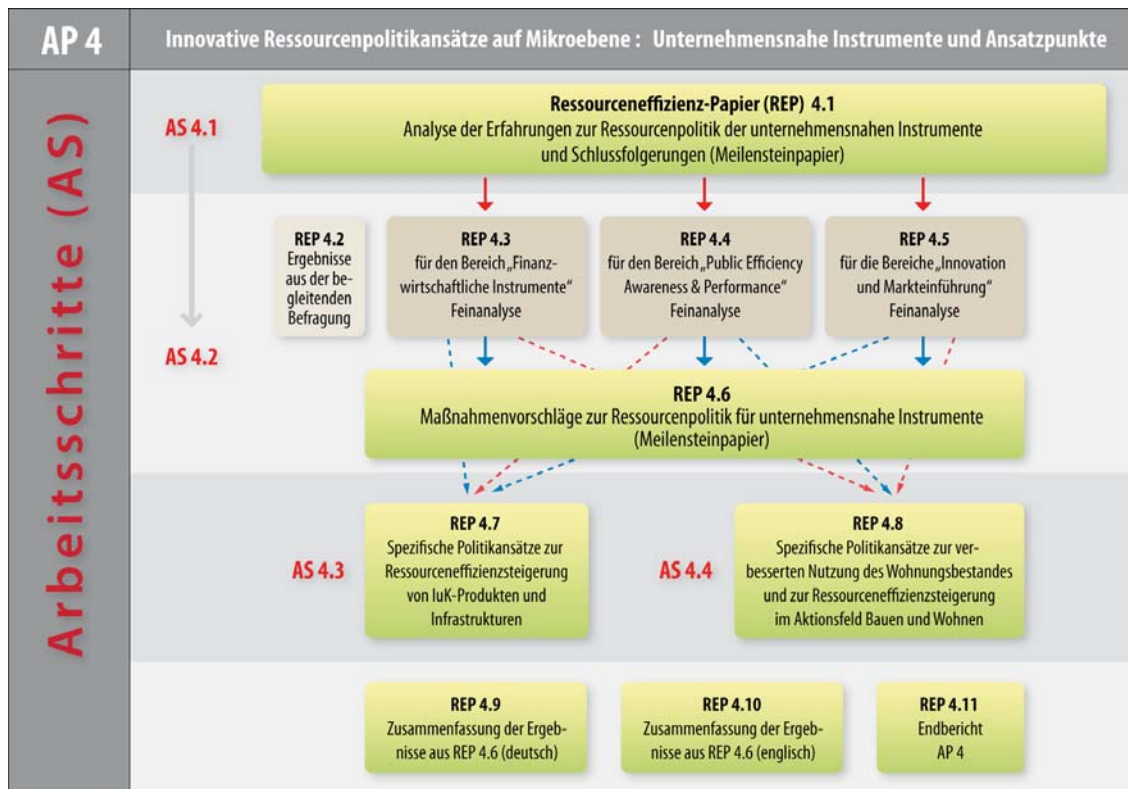 AP 4
Innovative Ressourcenpolitikansätze auf Mikroebene : Unternehmensnahe Instrumente und Ansatzpunkte
Arbeitsschritte (AS)
AS 4.1
Ressourceneffizienz-Papier (REP) 4.1
Analyse der Erfahrungen zur Ressourcenpolitik der unternehmensnahen Instrumente
und Schlussfolgerungen (Meilensteinpapier)
REP 4.2
Ergebnisse
aus der be-
gleitenden
Befragung
REP 4.3
für den Bereich „Finanz-
wirtschaftliche Instrumente“
Feinanalyse
REP 4.4
für den Bereich „Public Efficiency
Awareness & Performance“
Feinanalyse
REP 4.5
für die Bereiche „Innovation
und Markteinführung“
Feinanalyse
AS 4.2
REP 4.6
Maßnahmenvorschläge zur Ressourcenpolitik für unternehmensnahe Instrumente
(Meilensteinpapier)
AS 4.3
REP 4.7
Spezifische Politikansätze zur
Ressourceneffizienzsteigerung
von IuK-Produkten und
Infrastrukturen
AS 4.4
REP 4.8
Spezifische Politikansätze zur ver-
besserten Nutzung des Wohnungsbestandes
und zur Ressourceneffizienzsteigerung
im Aktionsfeld Bauen und Wohnen
REP 4.9
Zusammenfassung der Ergeb-
nisse aus REP 4.6 (deutsch)
REP 4.10
Zusammenfassung der Ergeb-
nisse aus REP 4.6 (englisch)
REP 4.11
Endbericht
AP 4